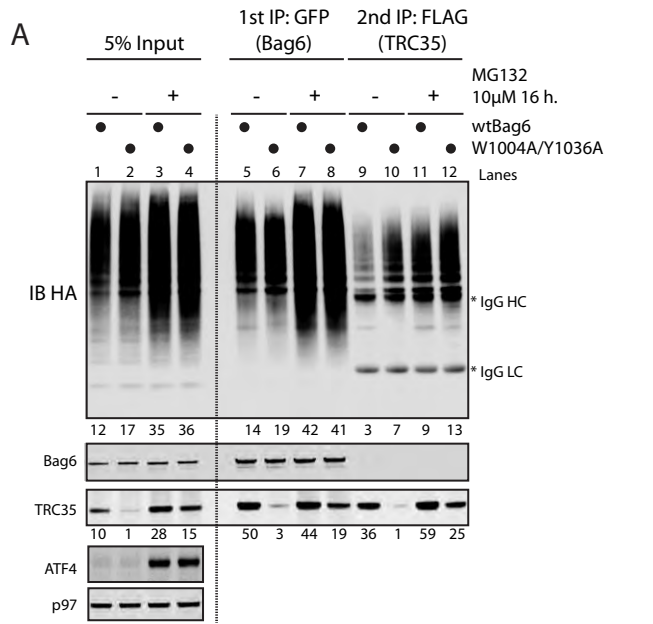 A
5% Input
1st IP: GFP
(Bag6)
2nd IP: FLAG
(TRC35)
- + - + - + MG132
10µM 16 h.
wtBag6
W1004A/Y1036A
1 2 3 4 5 6 7 8 9 10 11 12 Lanes
IB HA
* IgG HC
* IgG LC
12 17 35 36 14 19 42 41 3 7 9 13
Bag6
TRC35
10 1 28 15 50 3 44 19 36 1 59 25
ATF4
p97